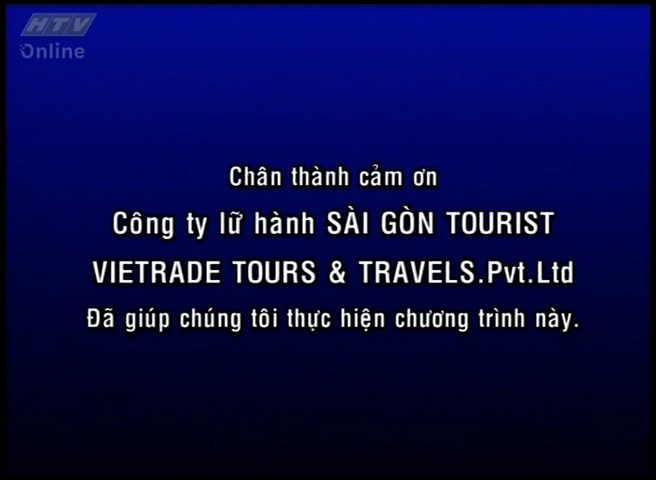 HTV
Online
Chân thành cảm ơn
Công ty lữ hành SÀI GÒN TOURIST
VIETRADE TOURS & TRAVELS.Pvt.Ltd
Đã giúp chúng tôi thực hiện chương trình này.